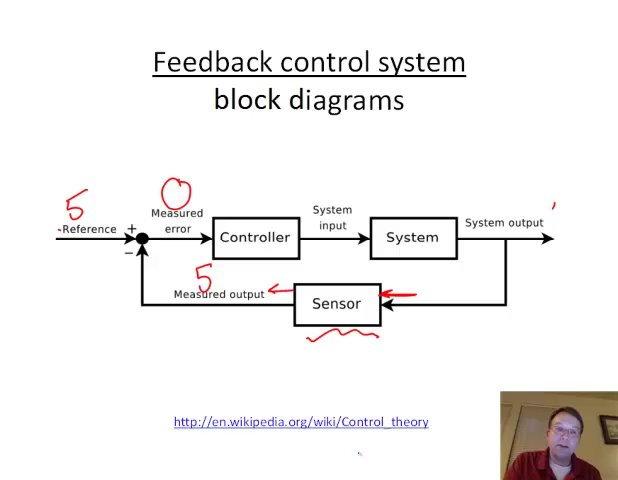 Feedback control system
block diagrams
5
0
Reference
+
−
Measured
error
Controller
System
input
System
System output
5
Measured output
Sensor
http://en.wikipedia.org/wiki/Control_theory